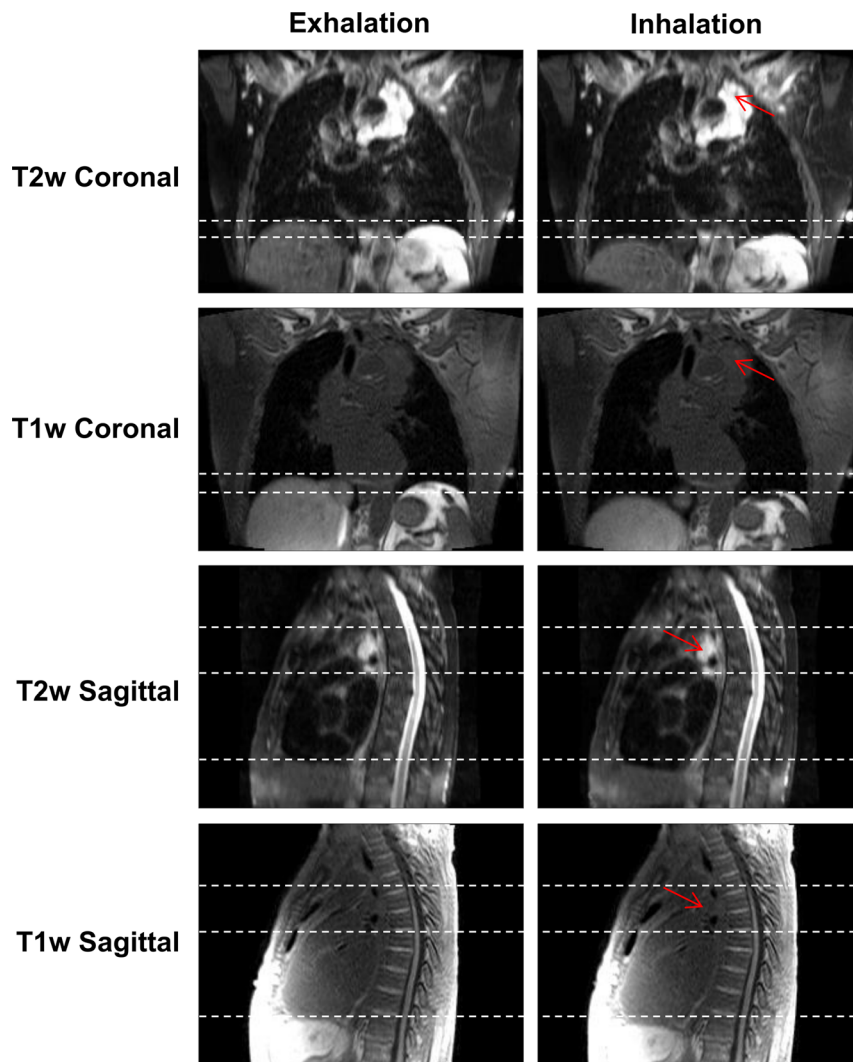 Exhalation Inhalation
T2w Coronal
T1w Coronal
T2w Sagittal
T1w Sagittal